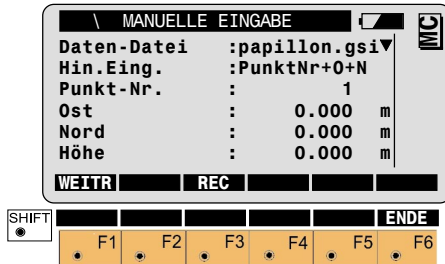 \ MANUELLE EINGABE
MC
Daten-Datei :papillon.gsi▼
Hin.Eing. :PunktNr+O+N
Punkt-Nr. : 1
Ost : 0.000 m
Nord : 0.000 m
Höhe : 0.000 m
WEITR REC
SHIFT ENDE
F1 F2 F3 F4 F5 F6